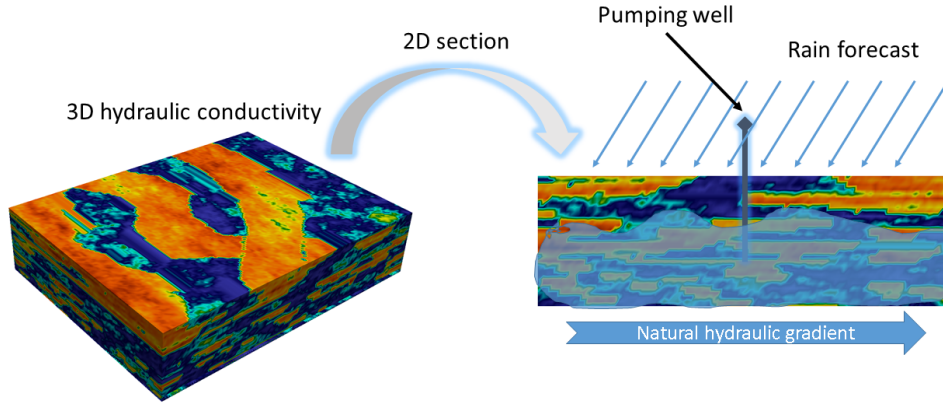 Pumping well
2D section
Rain forecast
3D hydraulic conductivity
Natural hydraulic gradient